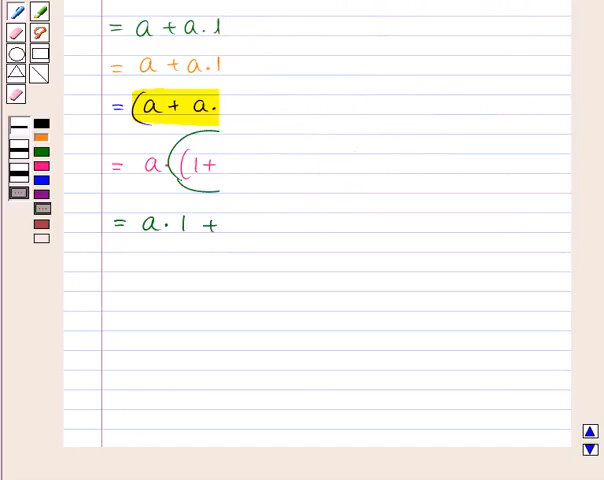 = a + a . 1
= a + a . 1
= (a + a .
= a . (1 +
= a . 1 +